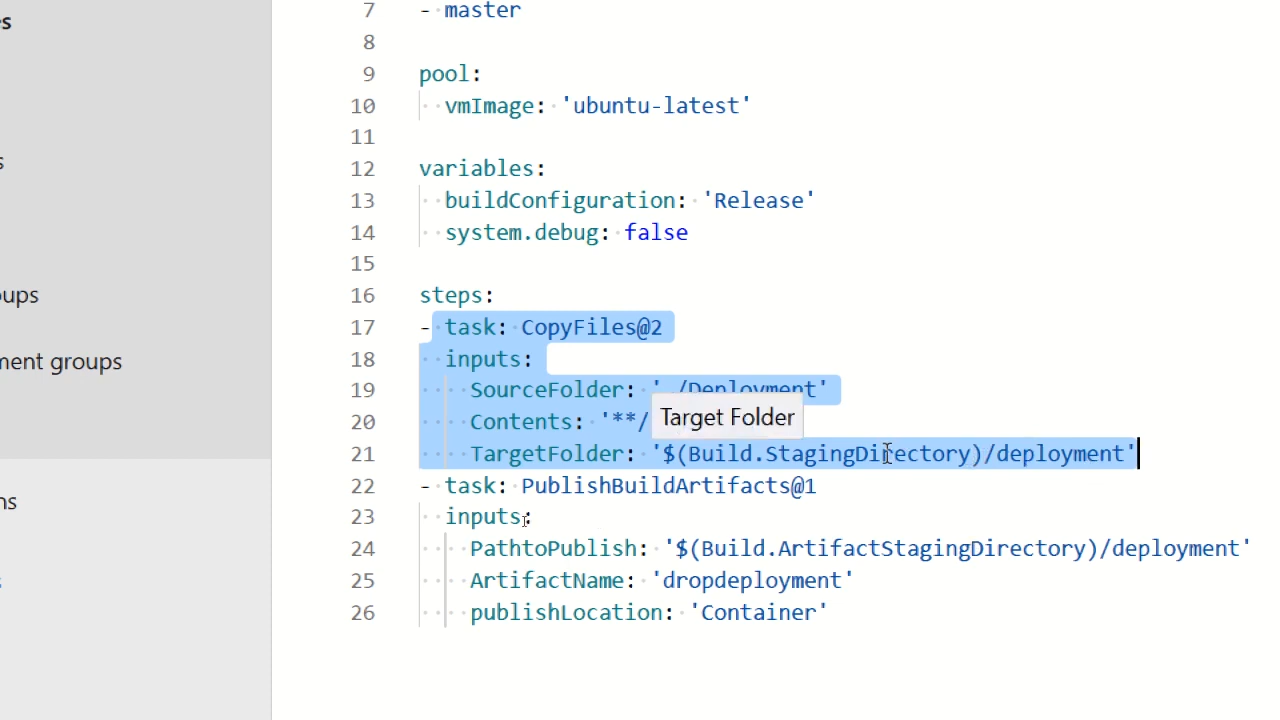 es
s
oups
ment groups
ns
s
7 - master
8
9 pool:
10 vmImage: 'ubuntu-latest'
11
12 variables:
13 buildConfiguration: 'Release'
14 system.debug: false
15
16 steps:
17 - task: CopyFiles@2
18 inputs:
19 SourceFolder: './Deployment'
20 Contents: '**/
Target Folder
21 TargetFolder: '$(Build.StagingDirectory)/deployment'
22 - task: PublishBuildArtifacts@1
23 inputs:
24 PathtoPublish: '$(Build.ArtifactStagingDirectory)/deployment'
25 ArtifactName: 'dropdeployment'
26 publishLocation: 'Container'